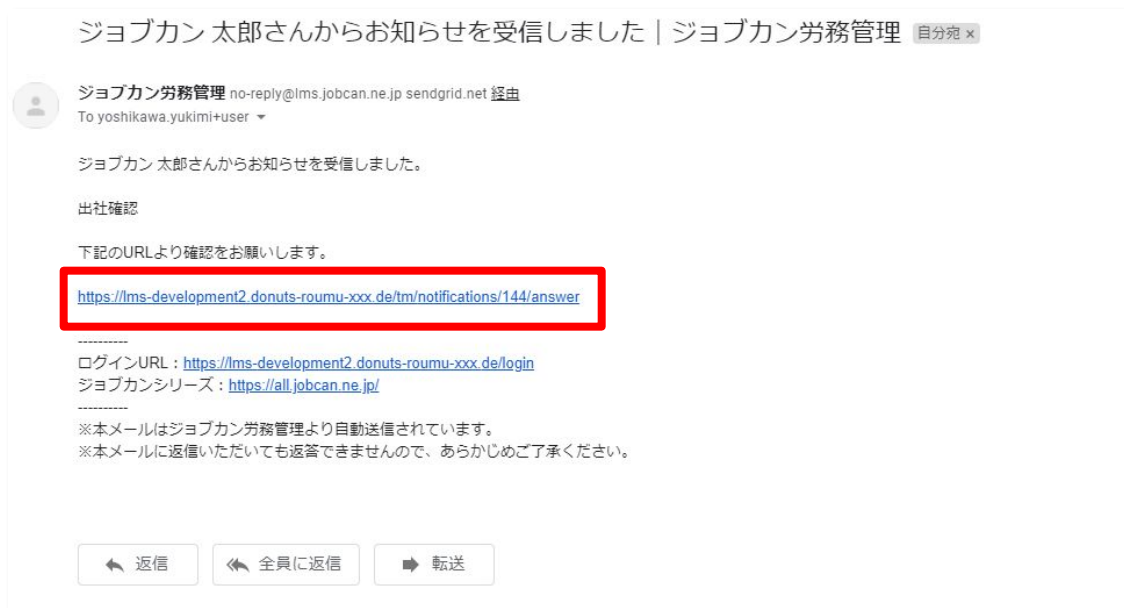 ジョブカン 太郎さんからお知らせを受信しました｜ジョブカン労務管理 自分宛 x
ジョブカン労務管理 no-reply@lms.jobcan.ne.jp sendgrid.net 経由
To yoshikawa.yukimi+user
ジョブカン 太郎さんからお知らせを受信しました。
出社確認
下記のURLより確認をお願いします。
https://lms-development2.donuts-roumu-xxx.de/tm/notifications/144/answer
----------
ログインURL：https://lms-development2.donuts-roumu-xxx.de/login
ジョブカンシリーズ：https://all.jobcan.ne.jp/
----------
※本メールはジョブカン労務管理より自動送信されています。
※本メールに返信いただいても返答できませんので、あらかじめご了承ください。
返信 全員に返信 転送